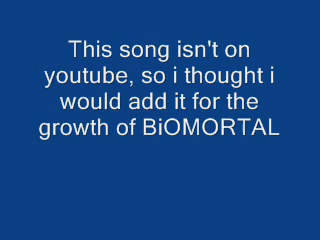 This song isn't on
youtube, so i thought i
would add it for the
growth of BiOMORTAL